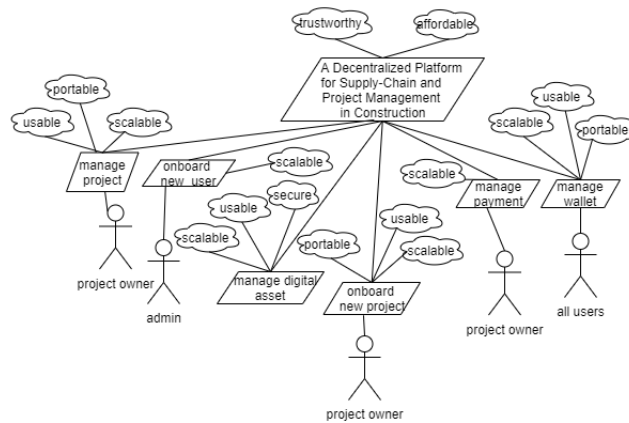 trustworthy
affordable
A Decentralized Platform
for Supply-Chain and
Project Management
in Construction
portable
usable
scalable
manage
project
project owner
onboard
new user
scalable
admin
secure
usable
scalable
manage digital
asset
usable
portable
scalable
onboard
new project
project owner
scalable
manage
payment
project owner
usable
scalable
portable
manage
wallet
all users